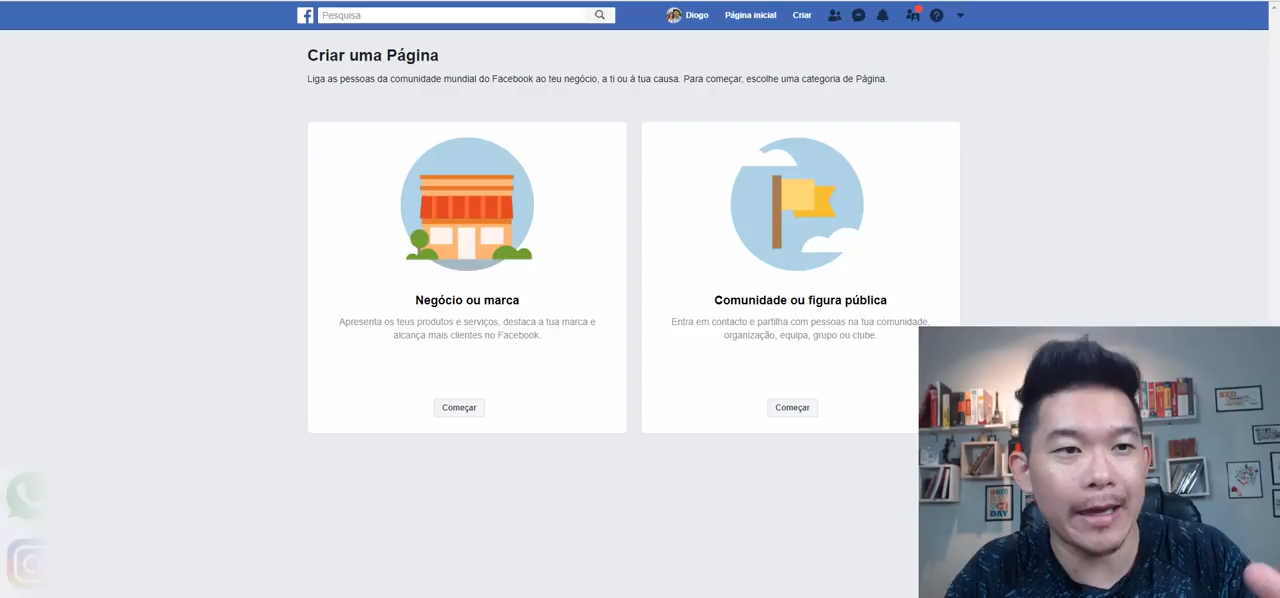 Pesquisa
Diogo Página inicial Criar
Criar uma Página
Liga as pessoas da comunidade mundial do Facebook ao teu negócio, a ti ou à tua causa. Para começar, escolhe uma categoria de Página.
Negócio ou marca
Apresenta os teus produtos e serviços, destaca a tua marca e
alcança mais clientes no Facebook.
Começar
Comunidade ou figura pública
Entra em contacto e partilha com pessoas na tua comunidade,
organização, equipa, grupo ou clube.
Começar
SEO
DAY